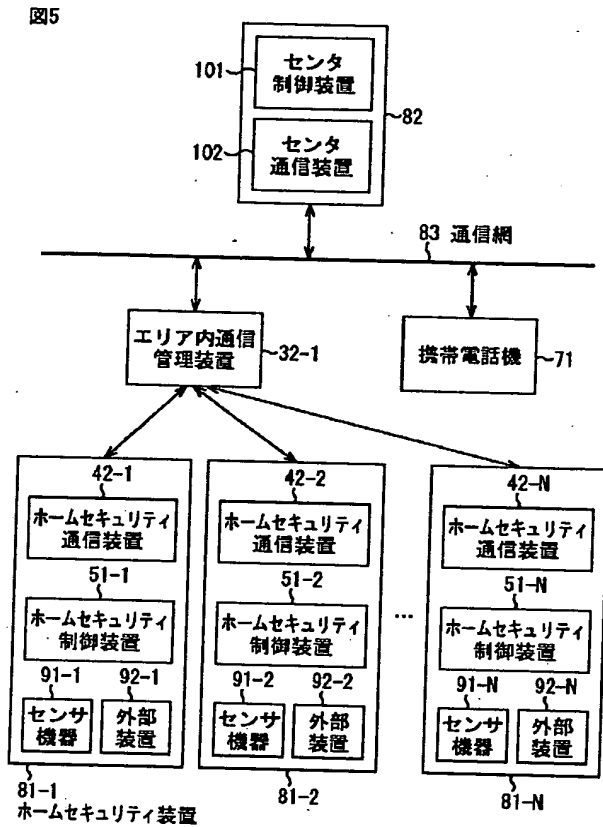 図5
101
センタ
制御装置
82
102
センタ
通信装置
83 通信網
エリア内通信
管理装置
32-1
携帯電話機
71
42-1
ホームセキュリティ
通信装置
51-1
ホームセキュリティ
制御装置
91-1
92-1
センサ
機器
外部
装置
81-1
ホームセキュリティ装置
42-2
ホームセキュリティ
通信装置
51-2
ホームセキュリティ
制御装置
91-2
92-2
センサ
機器
外部
装置
81-2
…
42-N
ホームセキュリティ
通信装置
51-N
ホームセキュリティ
制御装置
91-N
92-N
センサ
機器
外部
装置
81-N